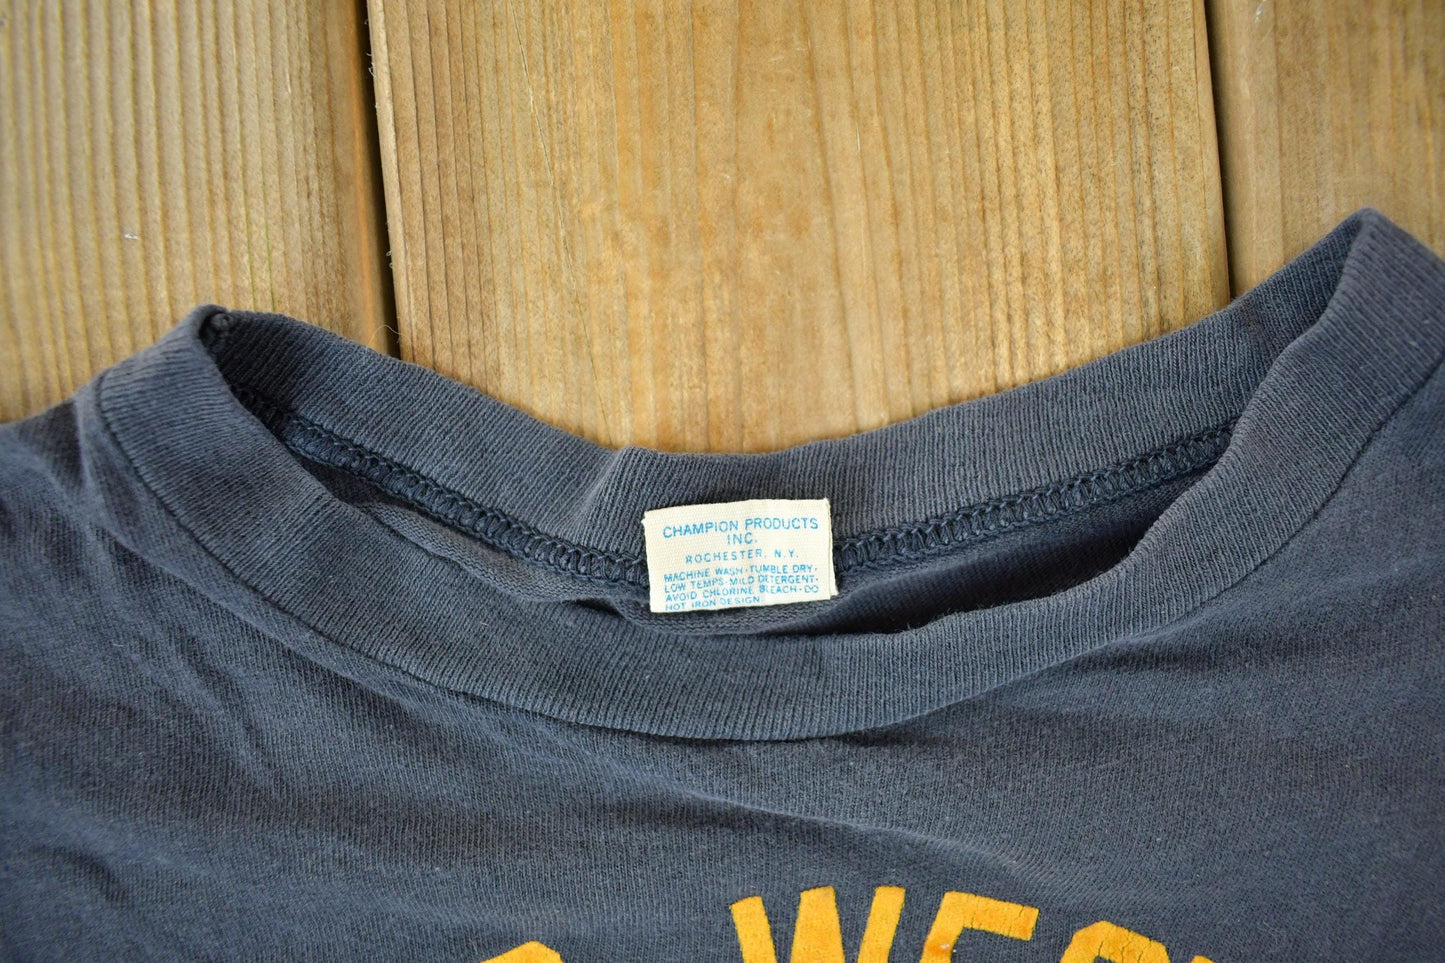 CHAMPION PRODUCTS
INC.
ROCHESTER, N.Y.
MACHINE WASH·TUMBLE DRY·
LOW TEMPS·MILD DETERGENT·
AVOID CHLORINE BLEACH·DO
NOT IRON DESIGN